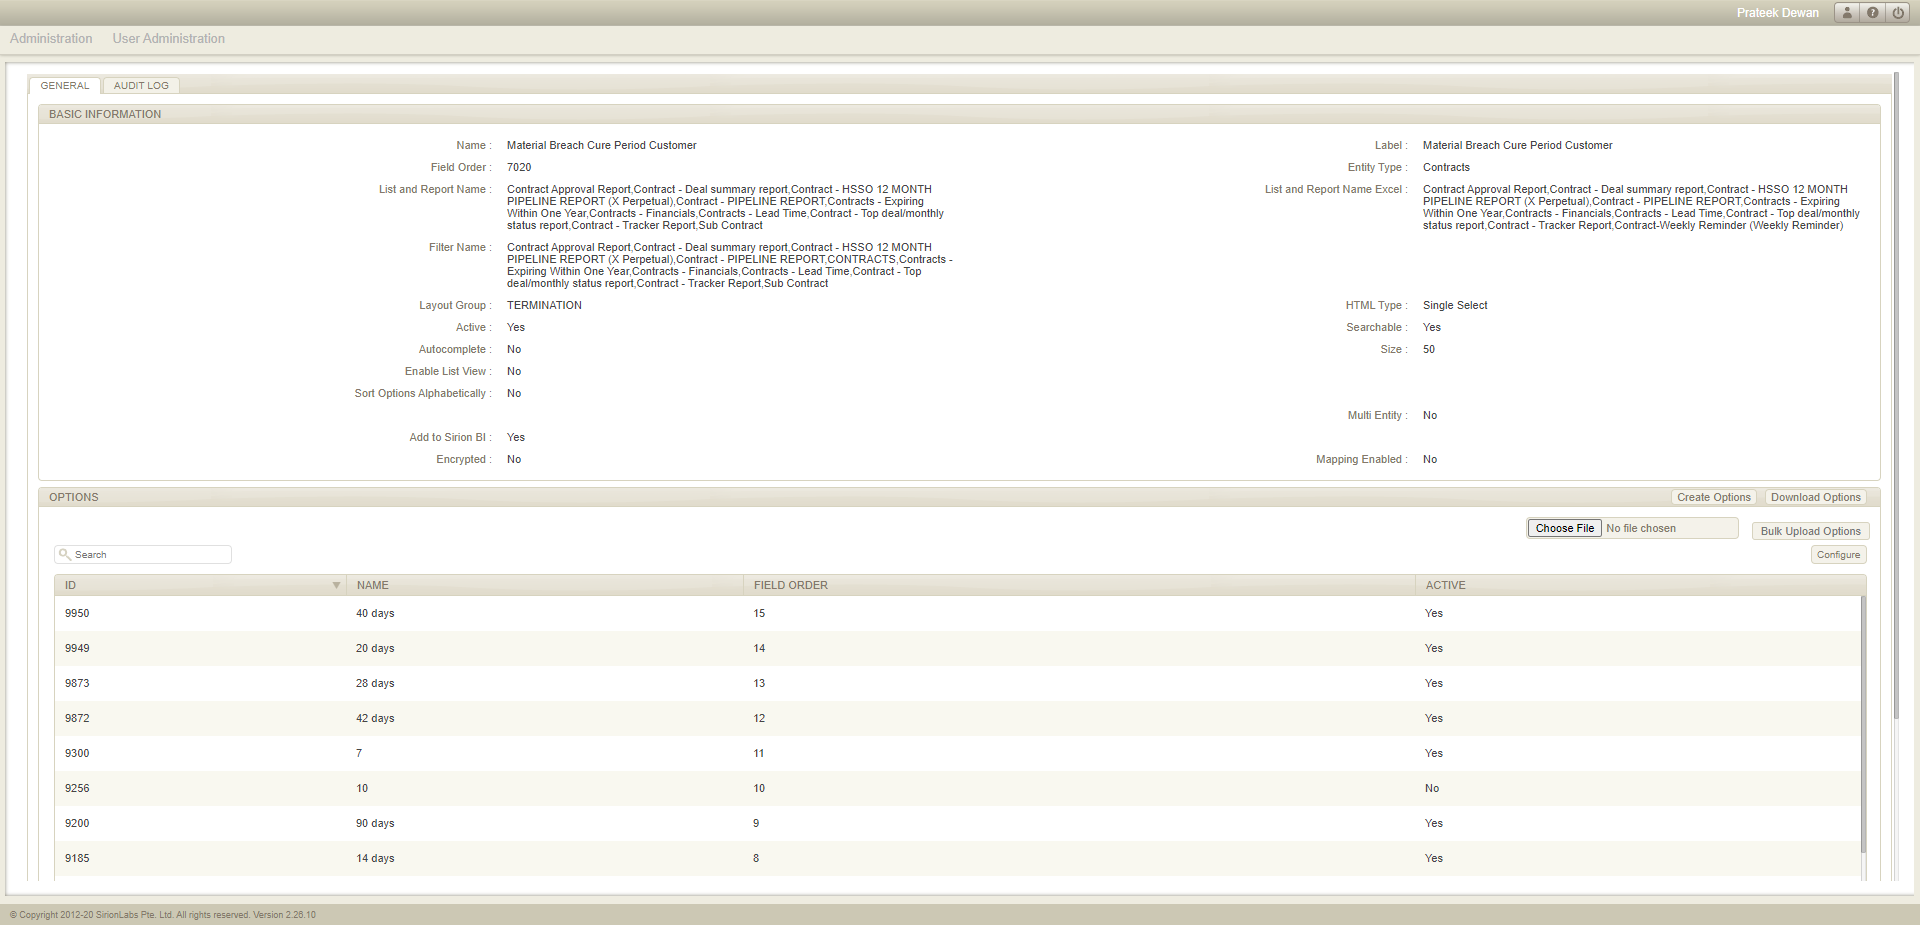 Prateek Dewan
Administration User Administration
GENERAL AUDIT LOG
BASIC INFORMATION
Name : Material Breach Cure Period Customer Label : Material Breach Cure Period Customer
Field Order : 7020 Entity Type : Contracts
List and Report Name : Contract Approval Report,Contract - Deal summary report,Contract - HSSO 12 MONTH
PIPELINE REPORT (X Perpetual),Contract - PIPELINE REPORT,Contracts - Expiring
Within One Year,Contracts - Financials,Contracts - Lead Time,Contract - Top deal/monthly
status report,Contract - Tracker Report,Sub Contract
List and Report Name Excel : Contract Approval Report,Contract - Deal summary report,Contract - HSSO 12 MONTH
PIPELINE REPORT (X Perpetual),Contract - PIPELINE REPORT,Contracts - Expiring
Within One Year,Contracts - Financials,Contracts - Lead Time,Contract - Top deal/monthly
status report,Contract - Tracker Report,Contract-Weekly Reminder (Weekly Reminder)
Filter Name : Contract Approval Report,Contract - Deal summary report,Contract - HSSO 12 MONTH
PIPELINE REPORT (X Perpetual),Contract - PIPELINE REPORT,CONTRACTS,Contracts -
Expiring Within One Year,Contracts - Financials,Contracts - Lead Time,Contract - Top
deal/monthly status report,Contract - Tracker Report,Sub Contract
Layout Group : TERMINATION HTML Type : Single Select
Active : Yes Searchable : Yes
Autocomplete : No Size : 50
Enable List View : No
Sort Options Alphabetically : No
Multi Entity : No
Add to Sirion BI : Yes
Encrypted : No Mapping Enabled : No
OPTIONS Create Options Download Options
Choose File No file chosen Bulk Upload Options
Search Configure
ID NAME FIELD ORDER ACTIVE
9950 40 days 15 Yes
9949 20 days 14 Yes
9873 28 days 13 Yes
9872 42 days 12 Yes
9300 7 11 Yes
9256 10 10 No
9200 90 days 9 Yes
9185 14 days 8 Yes
© Copyright 2012-20 SirionLabs Pte. Ltd. All rights reserved. Version 2.26.10